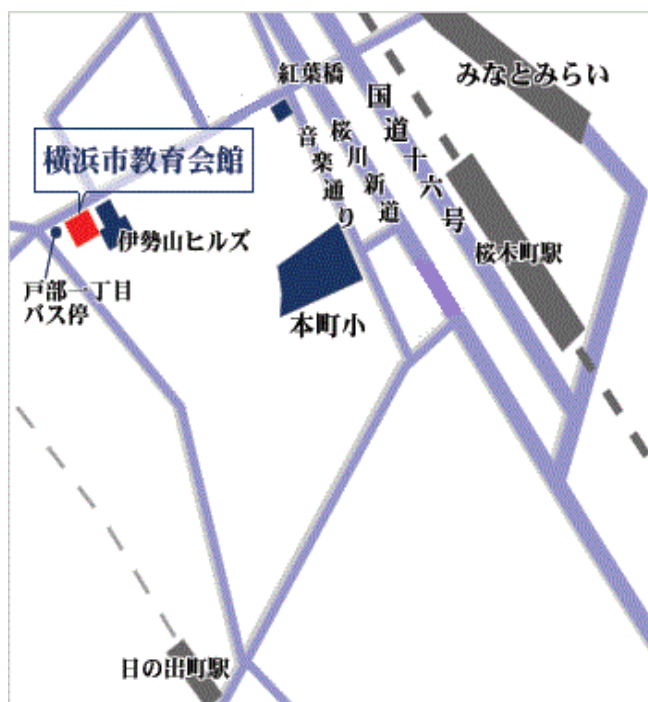 紅葉橋
みなとみらい
国道十六号
桜川新道
音楽通り
横浜市教育会館
伊勢山ヒルズ
桜木町駅
戸部一丁目
バス停
本町小
日の出町駅